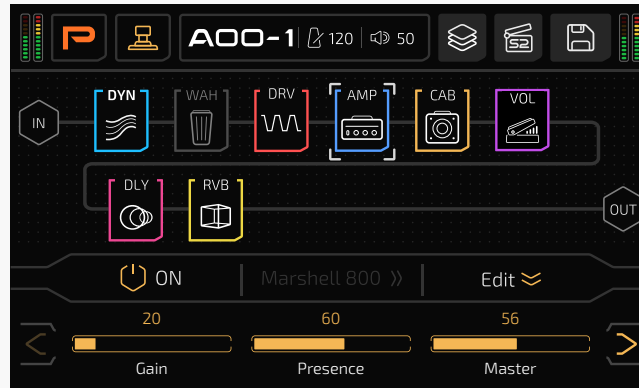 A00-1 120 50 S2
DYN WAH DRV AMP CAB VOL
IN
DLY RVB
OUT
ON Marshell 800 Edit
20 60 56
Gain Presence Master